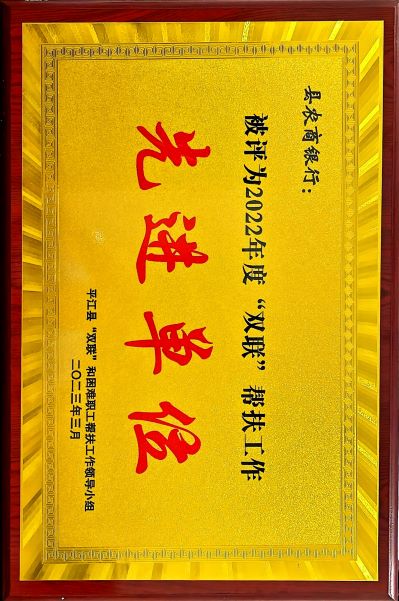 县农商银行：
被评为2022年度“双联”帮扶工作
先进单位
平江县“双联”和困难职工帮扶工作领导小组
二〇二三年三月